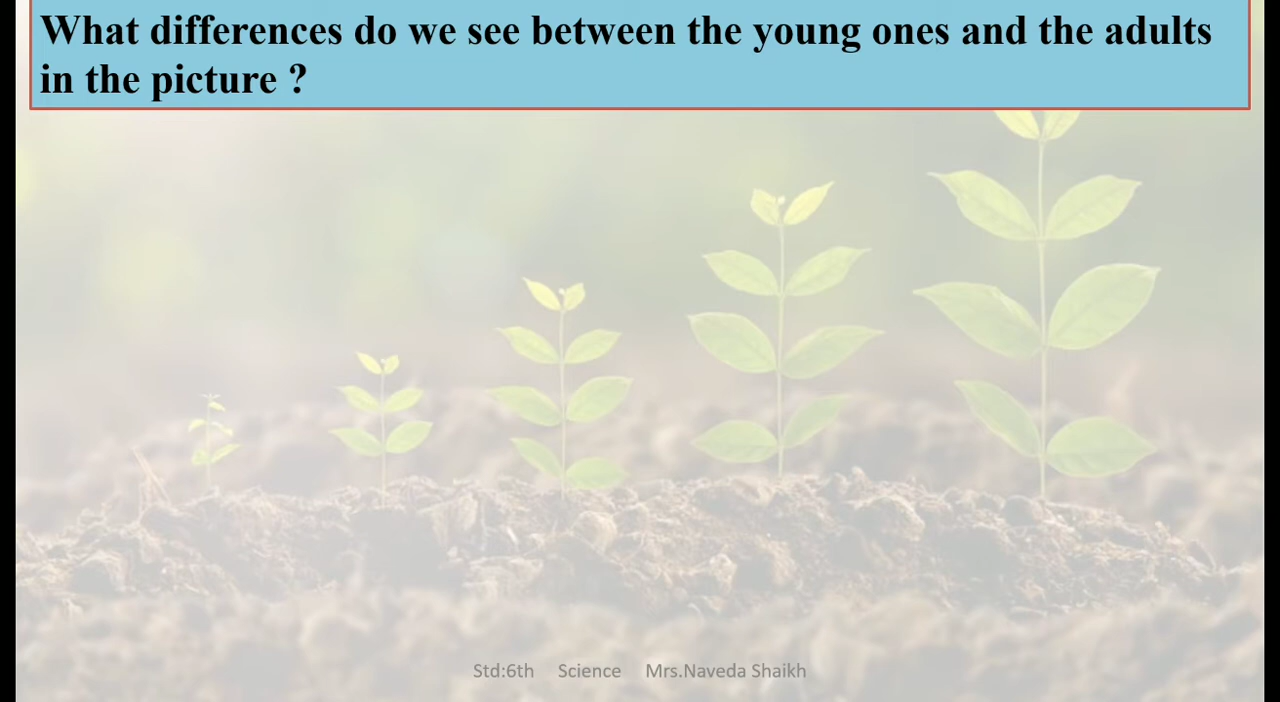 What differences do we see between the young ones and the adults
in the picture ?
Std:6th Science Mrs.Naveda Shaikh